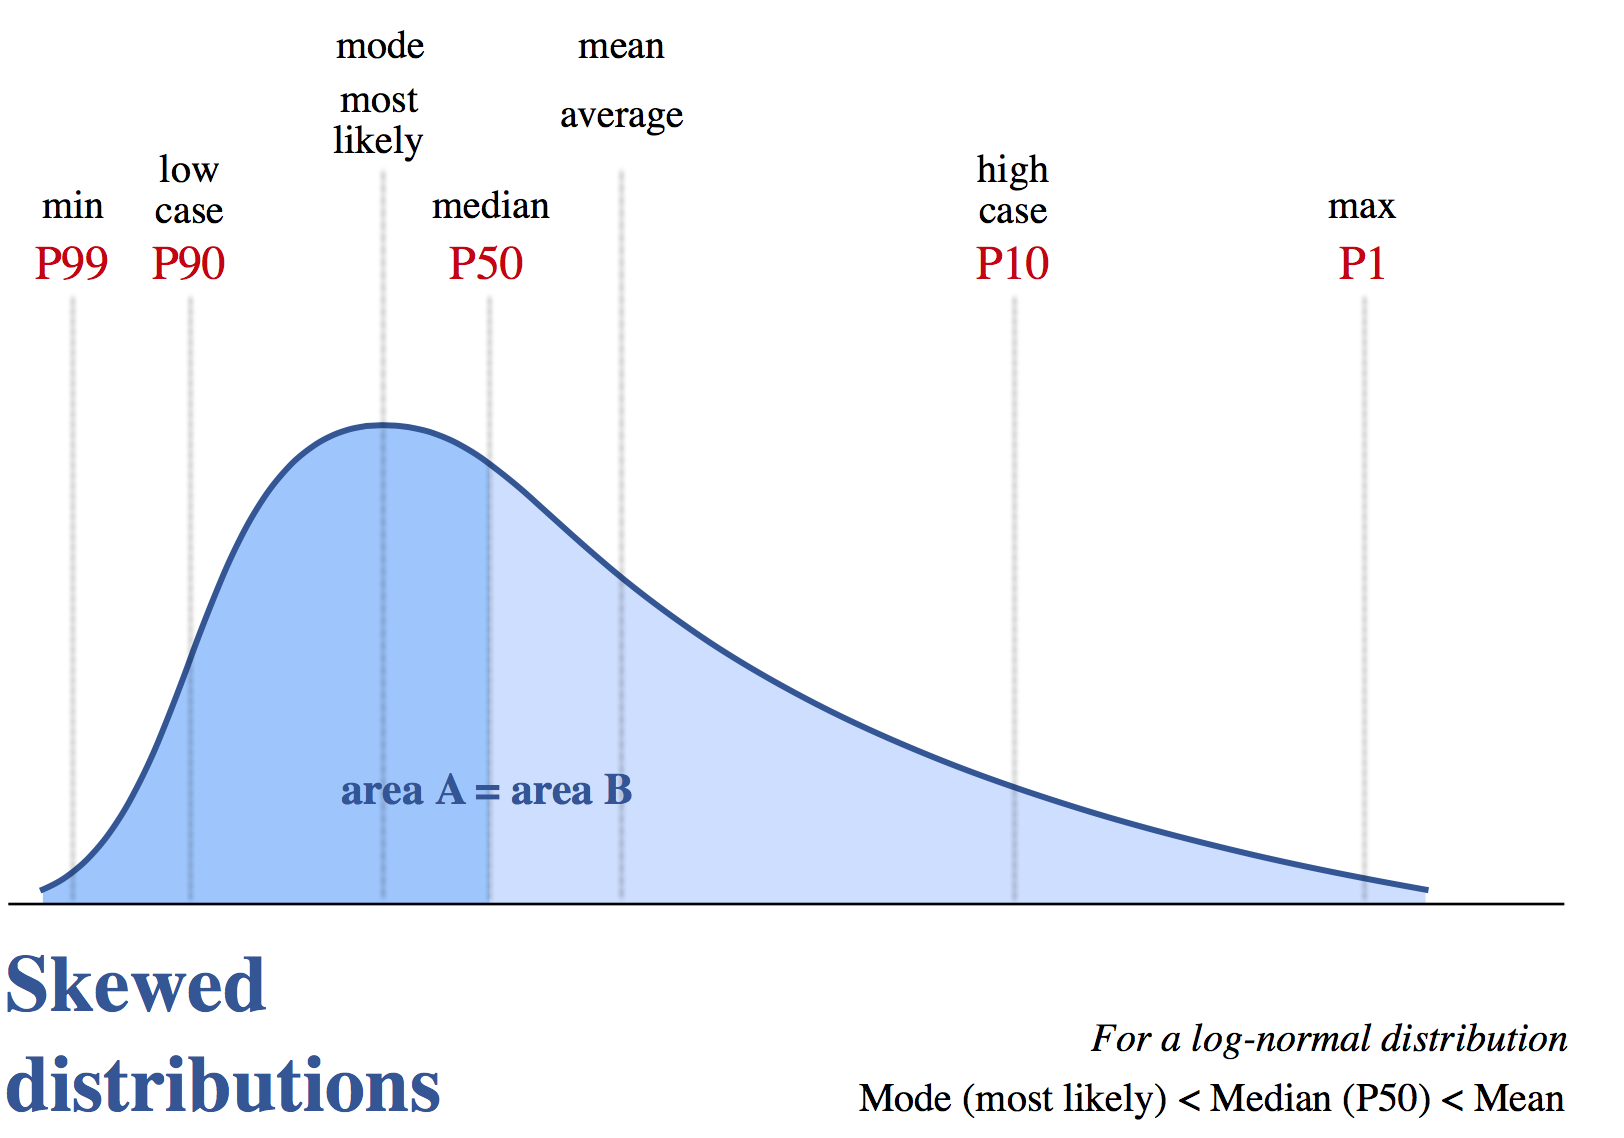 mode
most
likely
mean
average
min
P99
low
case
P90
median
P50
high
case
P10
max
P1
area A = area B
Skewed
distributions
For a log-normal distribution
Mode (most likely) < Median (P50) < Mean